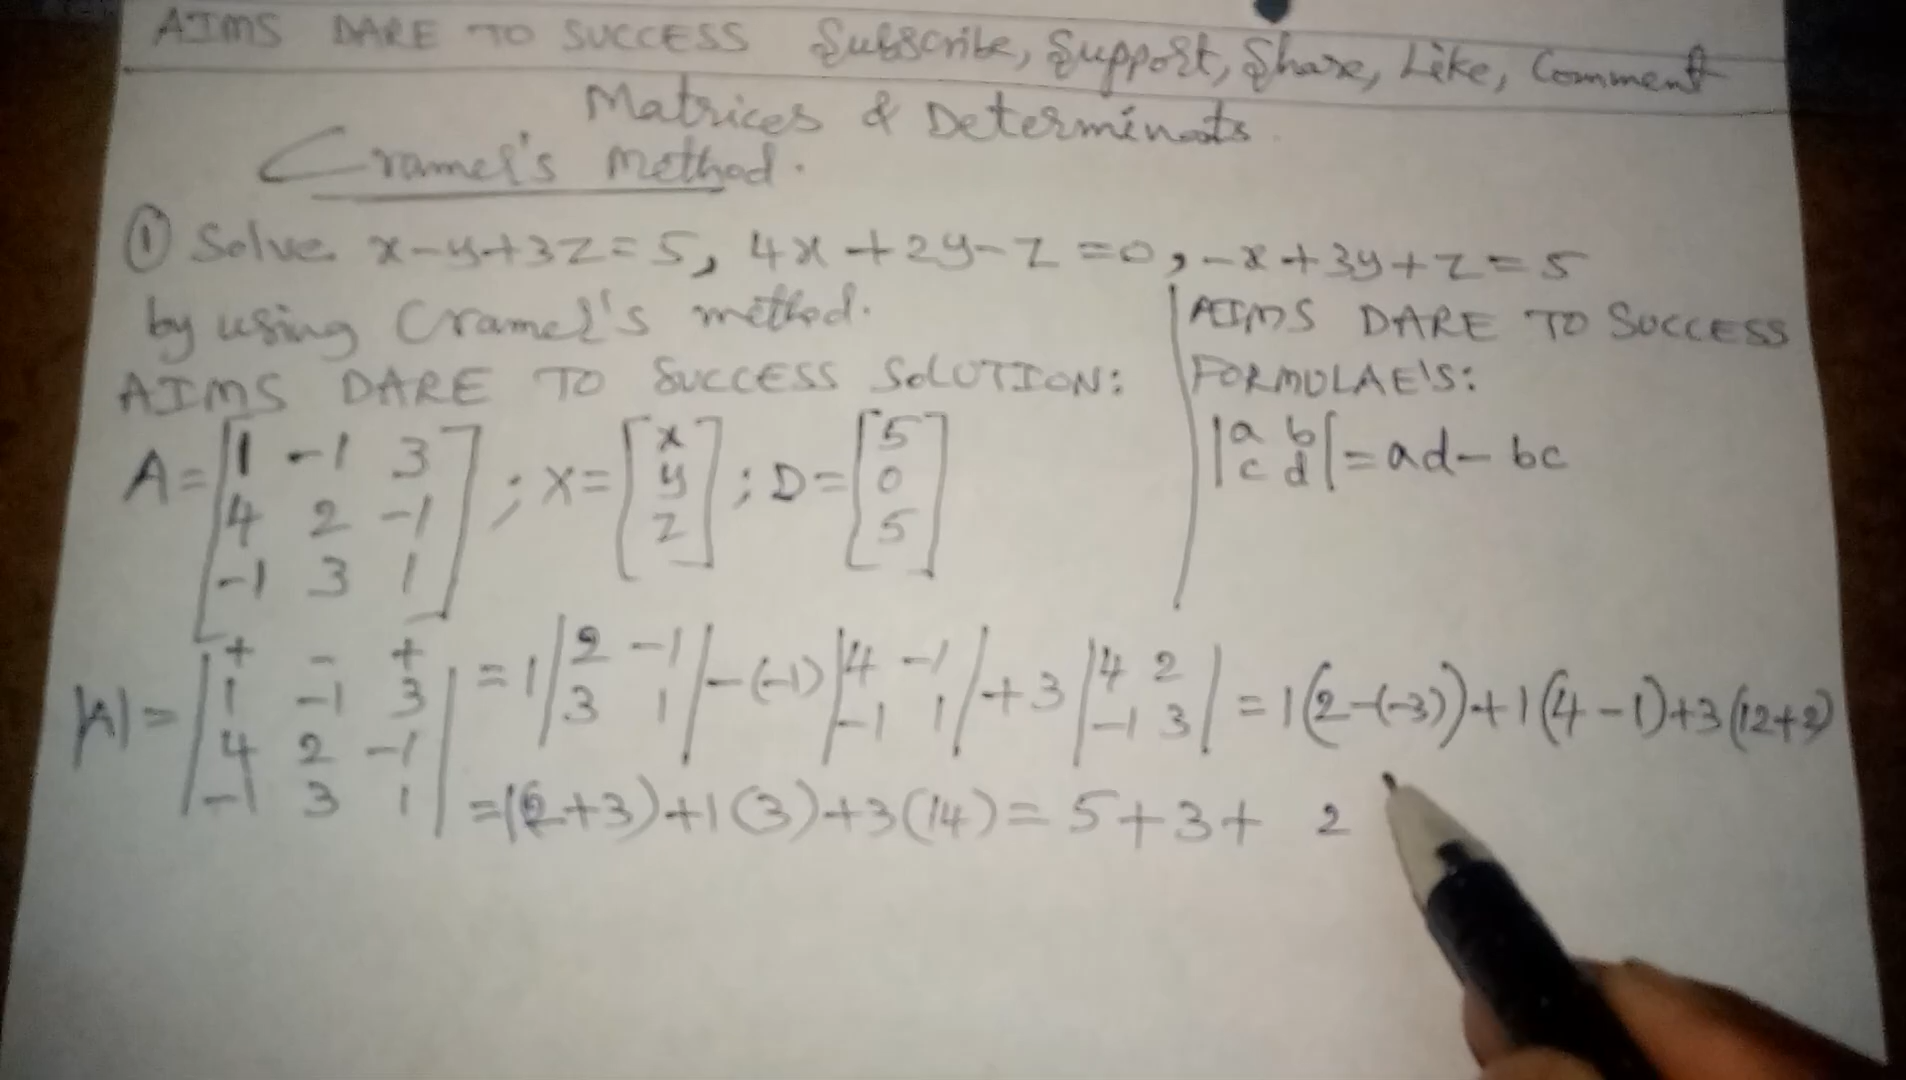 AIMS DARE TO SUCCESS Subscribe, Support, Share, Like, Comment
Matrices & Determinats.
Cramer's Method.
① Solve x-y+3z=5, 4x+2y-z=0, -x+3y+z=5
by using Cramer's method.
AIMS DARE TO SUCCESS SOLUTION:
AIMS DARE TO SUCCESS
FORMULAE'S:
|a b
c d| = ad - bc
A = [1 -1 3
4 2 -1
-1 3 1] ; X = [x
y
z] ; D = [5
0
5]
+ - +
|A| = |1 -1 3
4 2 -1
-1 3 1| = 1|2 -1
3 1| -(-1)|4 -1
-1 1| +3|4 2
-1 3| = 1(2-(-3))+1(4-1)+3(12+2)
=1(2+3)+1(3)+3(14)= 5+3+ 2